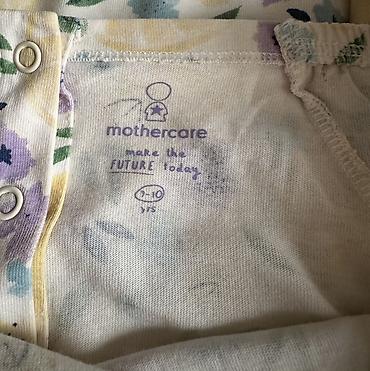 mothercare
make the
FUTURE today
9-10
yrs